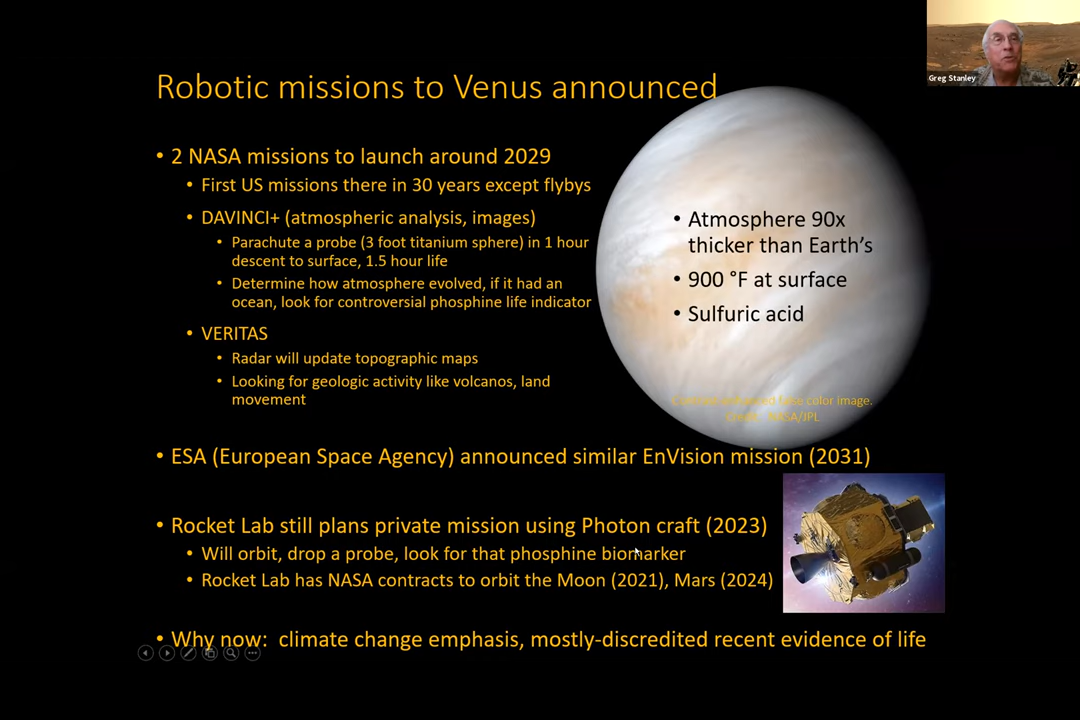 Greg Stanley
Robotic missions to Venus announced
• 2 NASA missions to launch around 2029
• First US missions there in 30 years except flybys
• DAVINCI+ (atmospheric analysis, images)
• Parachute a probe (3 foot titanium sphere) in 1 hour
descent to surface, 1.5 hour life
• Determine how atmosphere evolved, if it had an
ocean, look for controversial phosphine life indicator
• VERITAS
• Radar will update topographic maps
• Looking for geologic activity like volcanos, land
movement
• Atmosphere 90x
thicker than Earth's
• 900 °F at surface
• Sulfuric acid
color image.
NASA/JPL
• ESA (European Space Agency) announced similar EnVision mission (2031)
• Rocket Lab still plans private mission using Photon craft (2023)
• Will orbit, drop a probe, look for that phosphine biomarker
• Rocket Lab has NASA contracts to orbit the Moon (2021), Mars (2024)
• Why now: climate change emphasis, mostly-discredited recent evidence of life